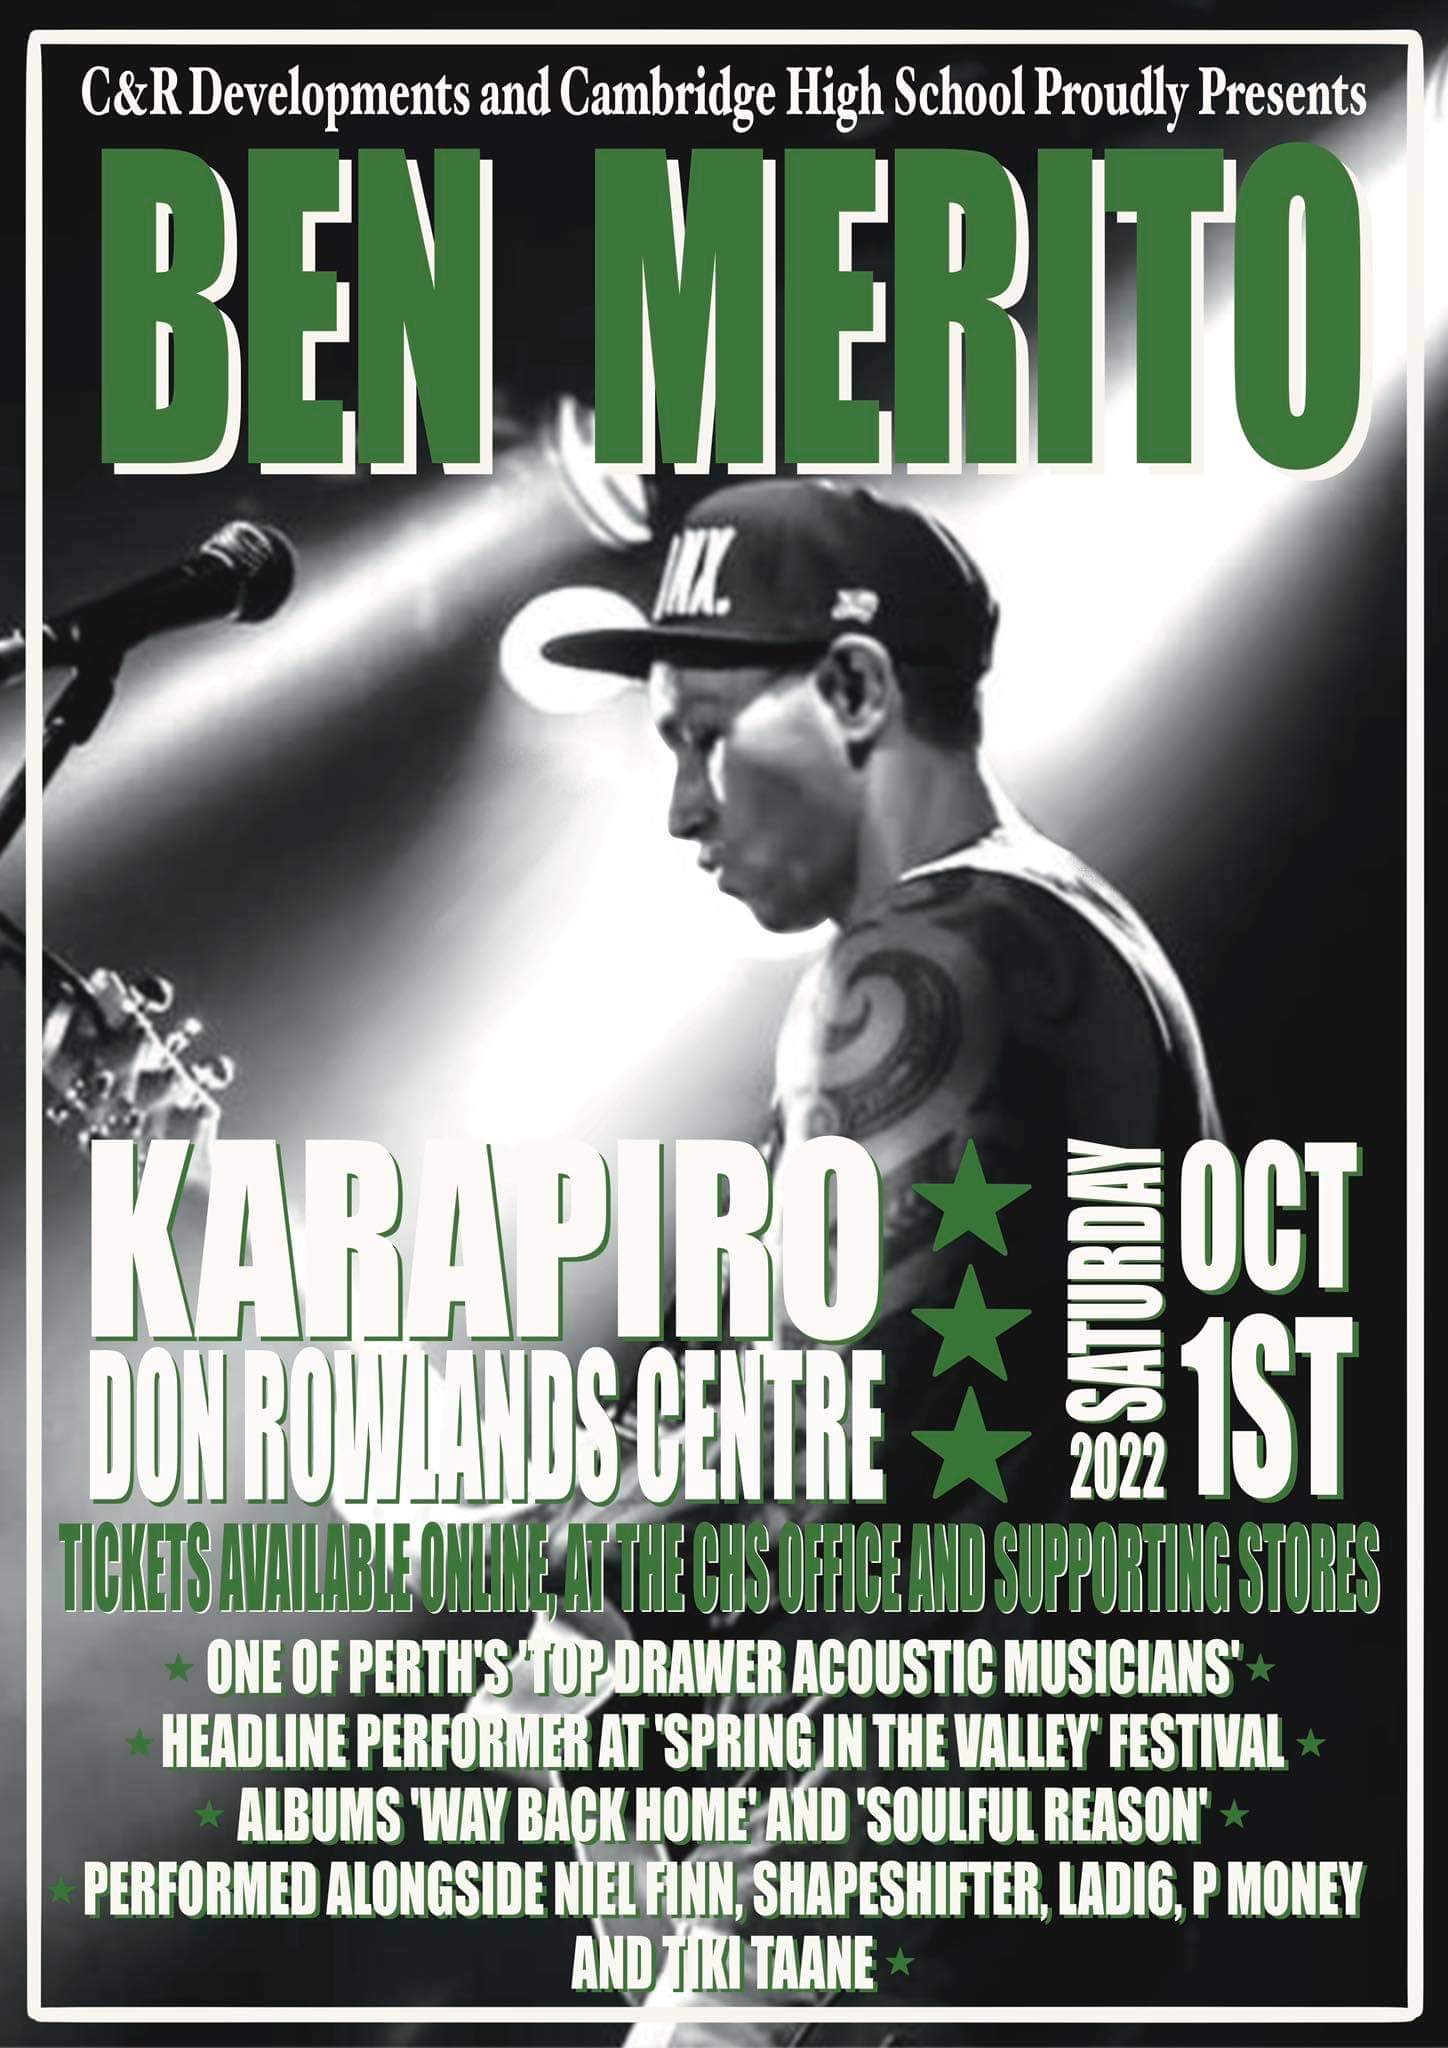 C&R Developments and Cambridge High School Proudly Presents
BEN MERITO
KARAPIRO
DON ROWLANDS CENTRE
SATURDAY
2022
OCT
1ST
TICKETS AVAILABLE ONLINE, AT THE CHS OFFICE AND SUPPORTING STORES
ONE OF PERTH'S 'TOP DRAWER ACOUSTIC MUSICIANS'
HEADLINE PERFORMER AT 'SPRING IN THE VALLEY' FESTIVAL
ALBUMS 'WAY BACK HOME' AND 'SOULFUL REASON'
PERFORMED ALONGSIDE NIEL FINN, SHAPESHIFTER, LADI6, P MONEY
AND TIKI TAANE